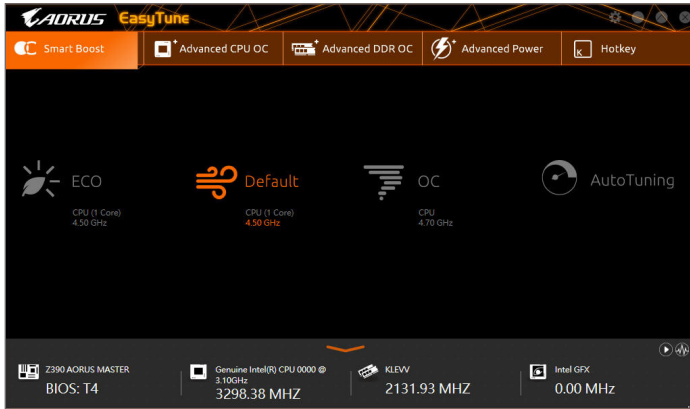 AORUS EasyTune
Smart Boost
Advanced CPU OC
Advanced DDR OC
Advanced Power
K
Hotkey
ECO
CPU (1 Core)
4.50 GHz
Default
CPU (1 Core)
4.50 GHz
OC
CPU
4.70 GHz
AutoTuning
Z390 AORUS MASTER
BIOS: T4
Genuine Intel(R) CPU 0000 @
3.10GHz
3298.38 MHZ
KLEVV
2131.93 MHZ
Intel GFX
0.00 MHz